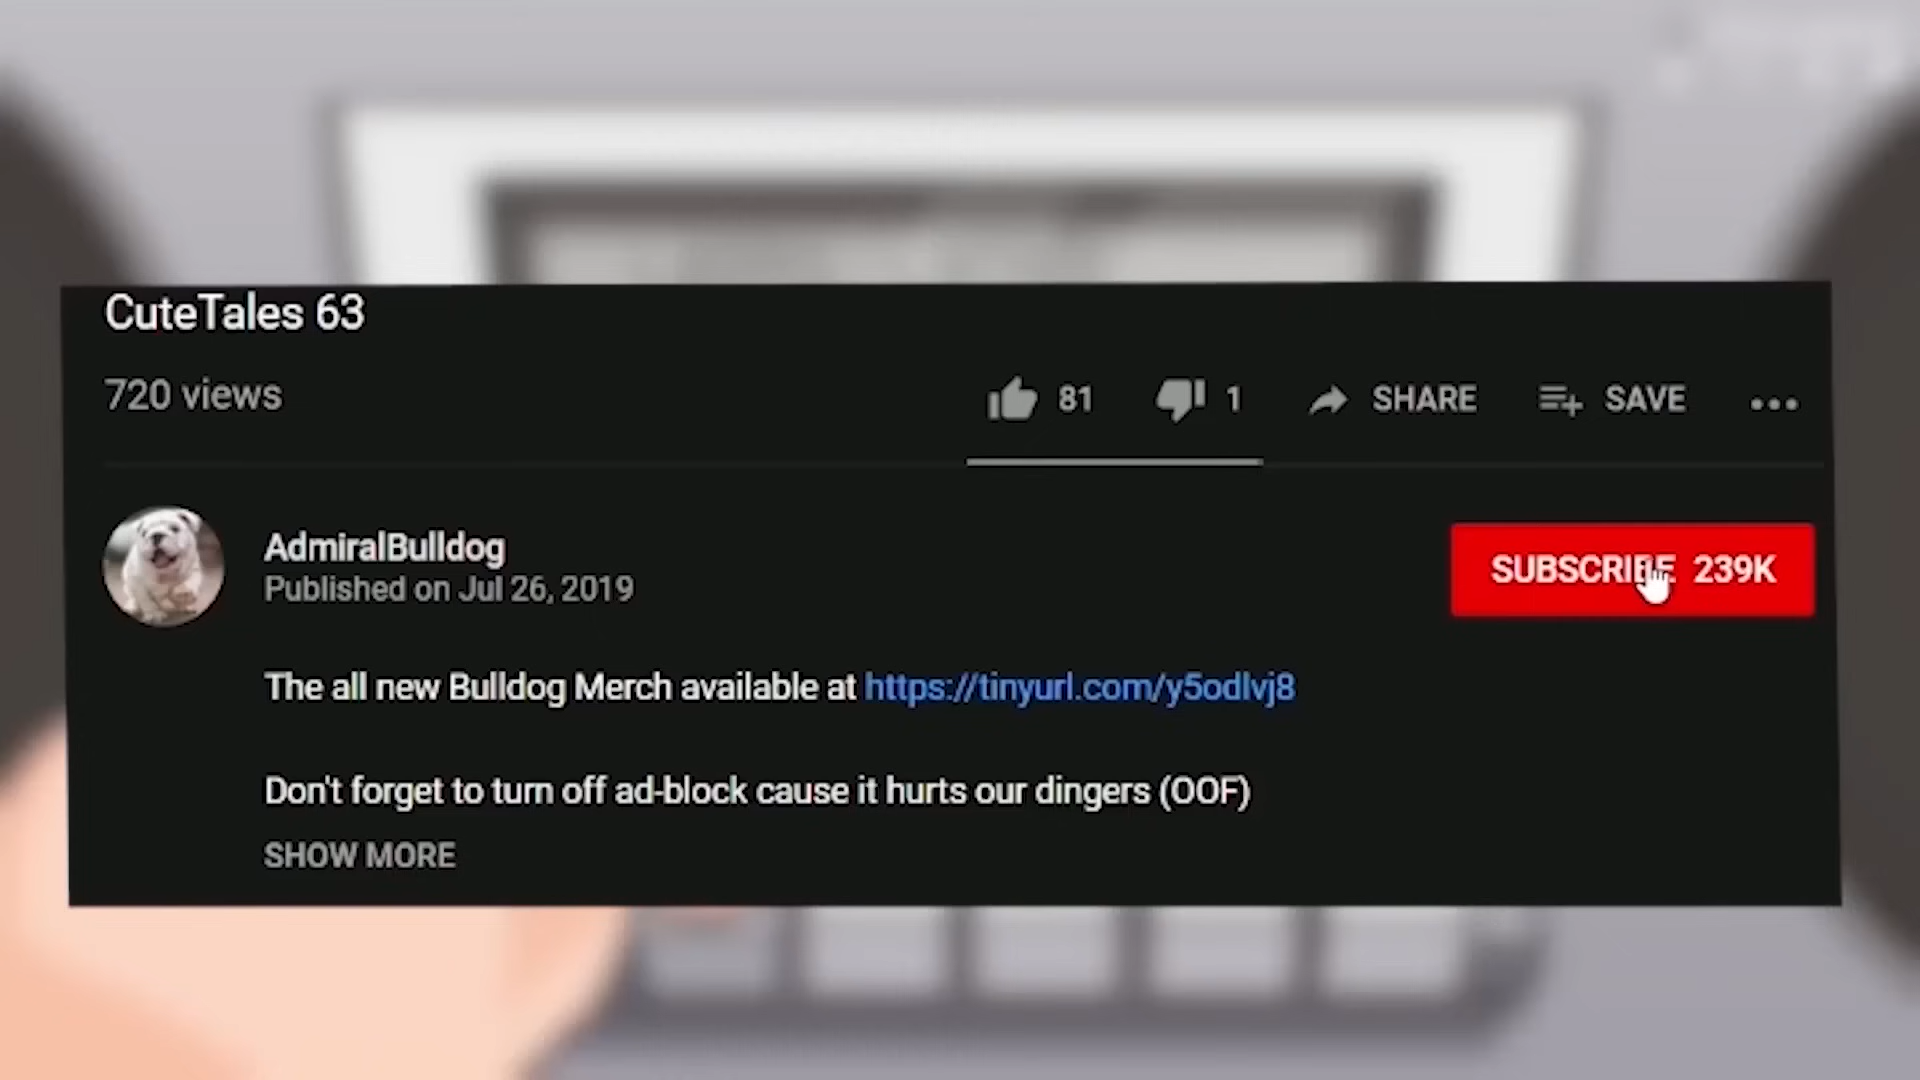 CuteTales 63
720 views
81 1 SHARE SAVE
AdmiralBulldog
Published on Jul 26, 2019
SUBSCRIBE 239K
The all new Bulldog Merch available at https://tinyurl.com/y5odlvj8
Don't forget to turn off ad-block cause it hurts our dingers (OOF)
SHOW MORE